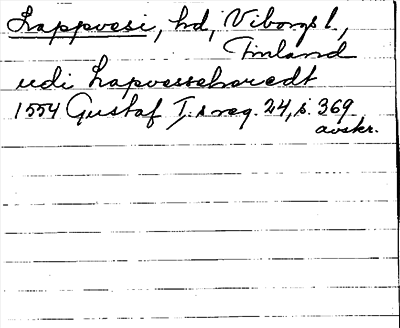 Lappvesi, hd, Viborgs l.,
Finland
udi Lapvesseharedt
1554 Gustaf I:s reg. 24, s. 369
avskr.